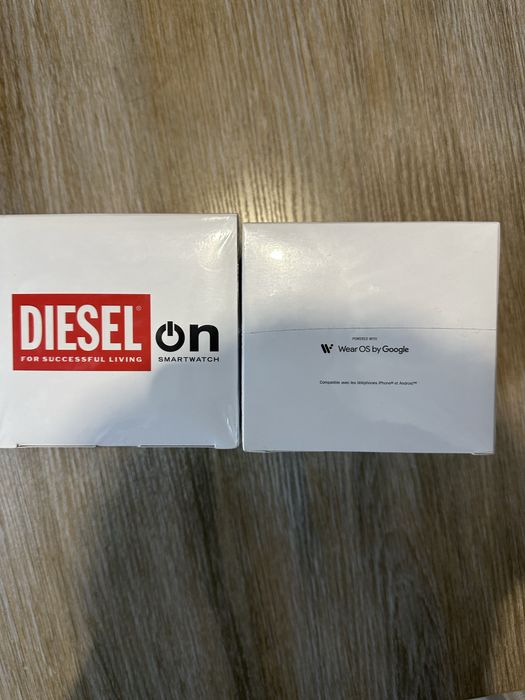 DIESEL®
FOR SUCCESSFUL LIVING
on
SMARTWATCH
POWERED WITH
Wear OS by Google
Compatible avec les téléphones iPhone® et Android™